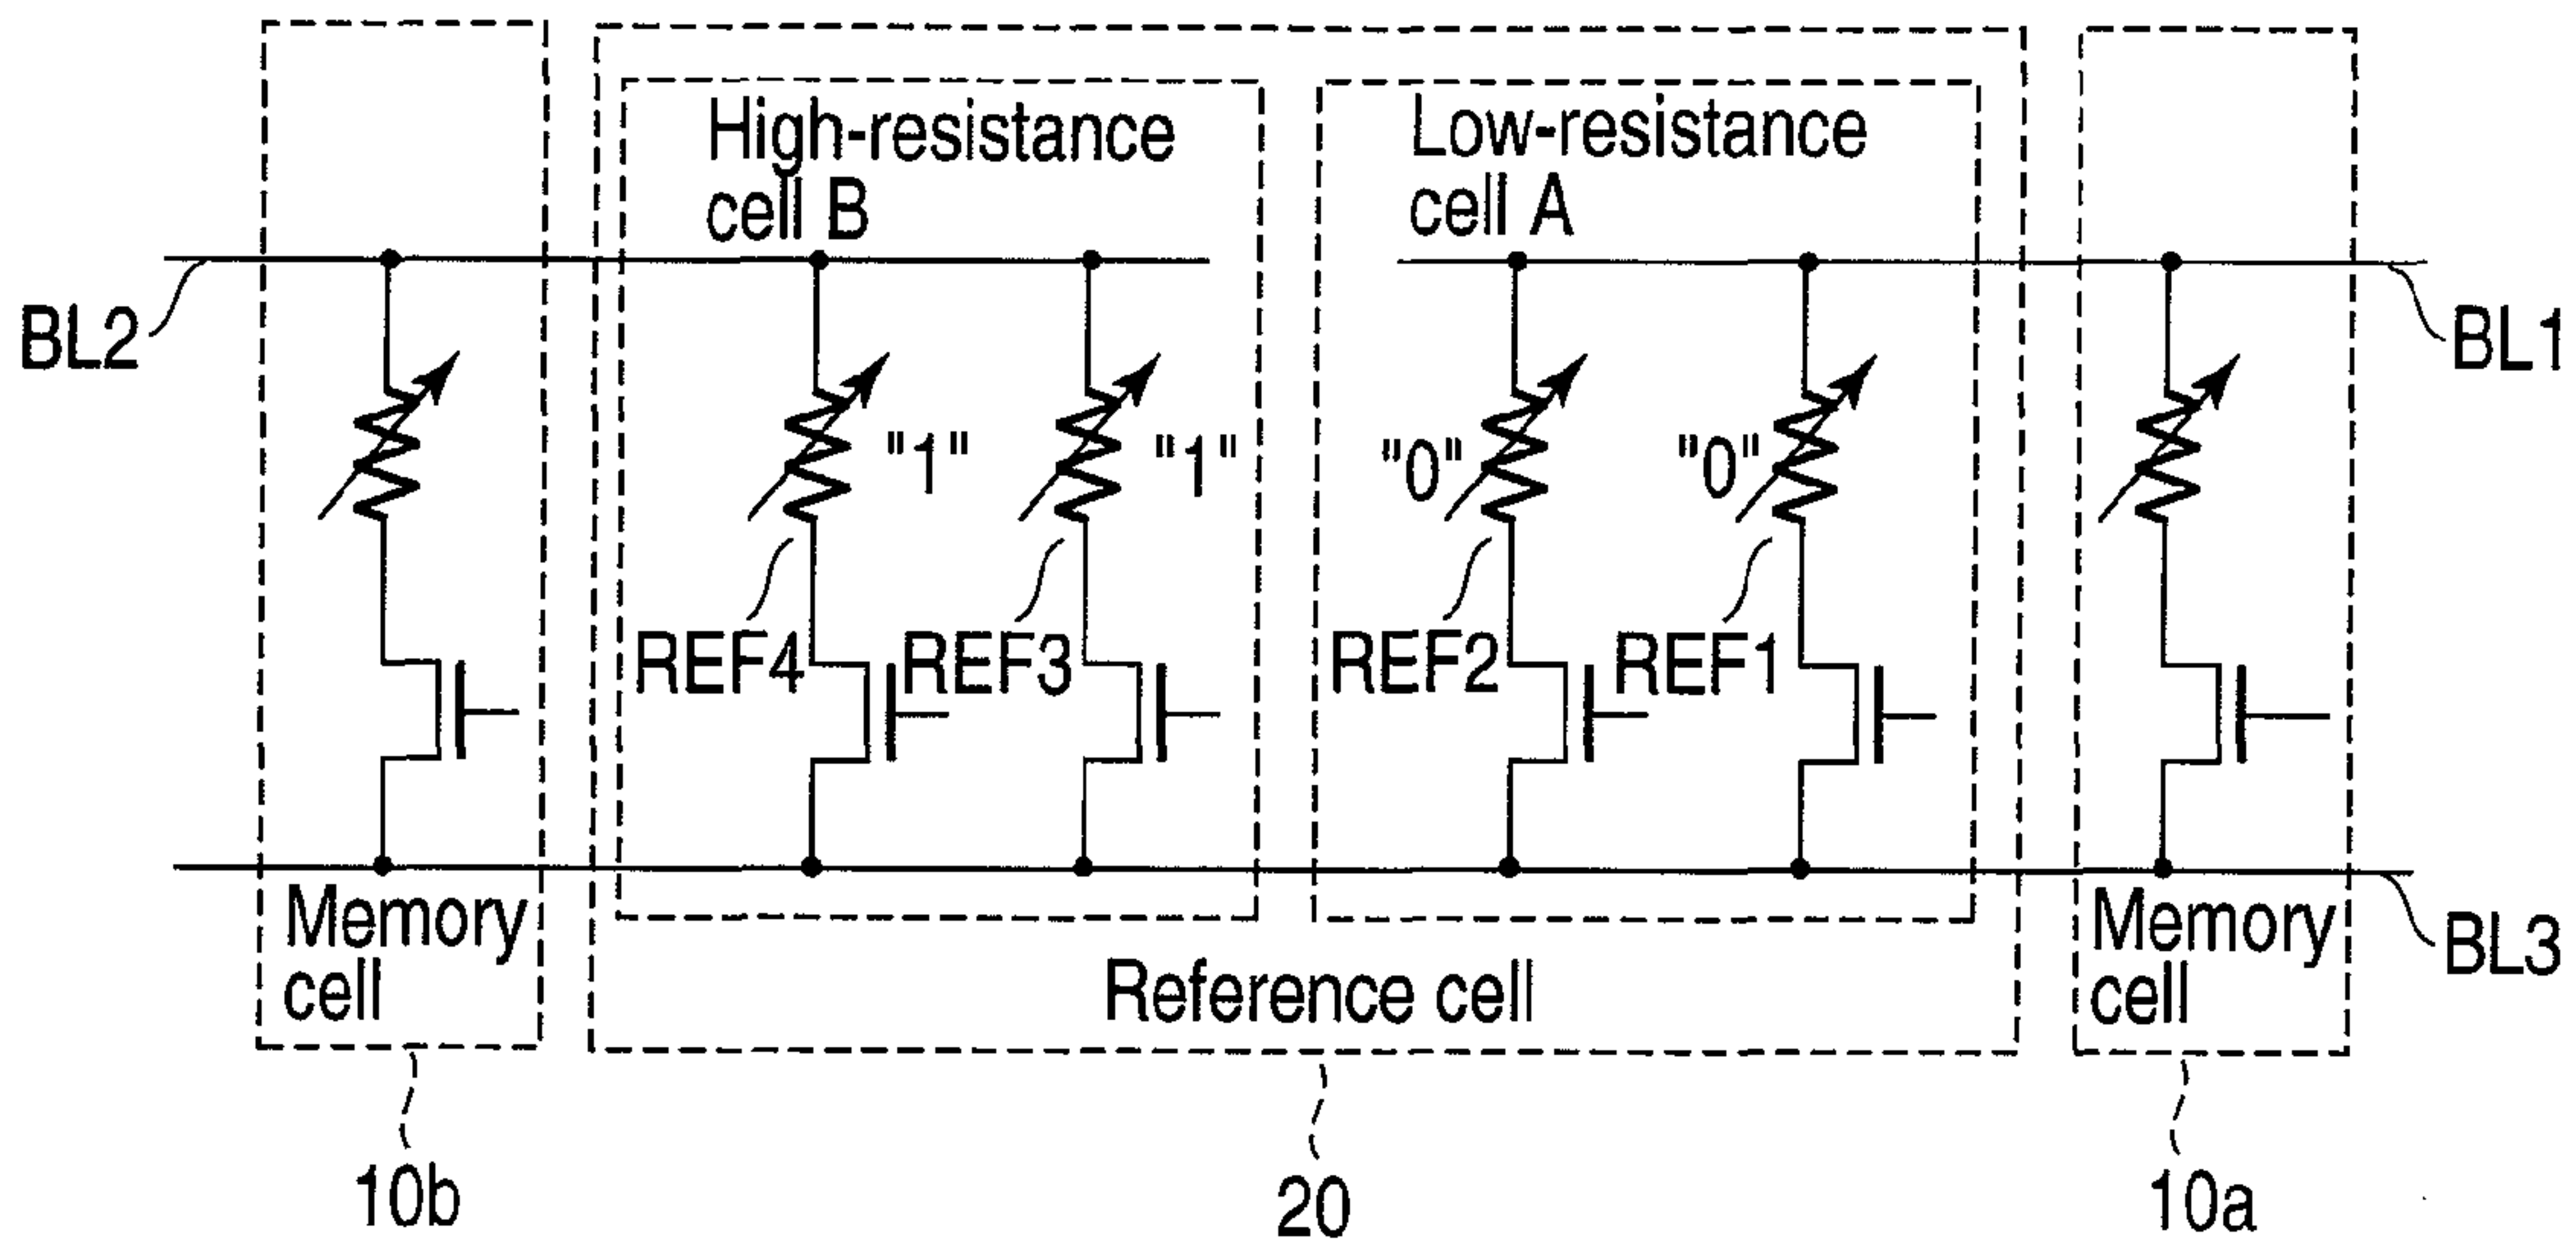 High-resistance
cell B
Low-resistance
cell A
BL2
BL1
"1"
"1"
"0"
"0"
REF4
REF3
REF2
REF1
Memory
cell
Reference cell
Memory
cell
BL3
10b
20
10a